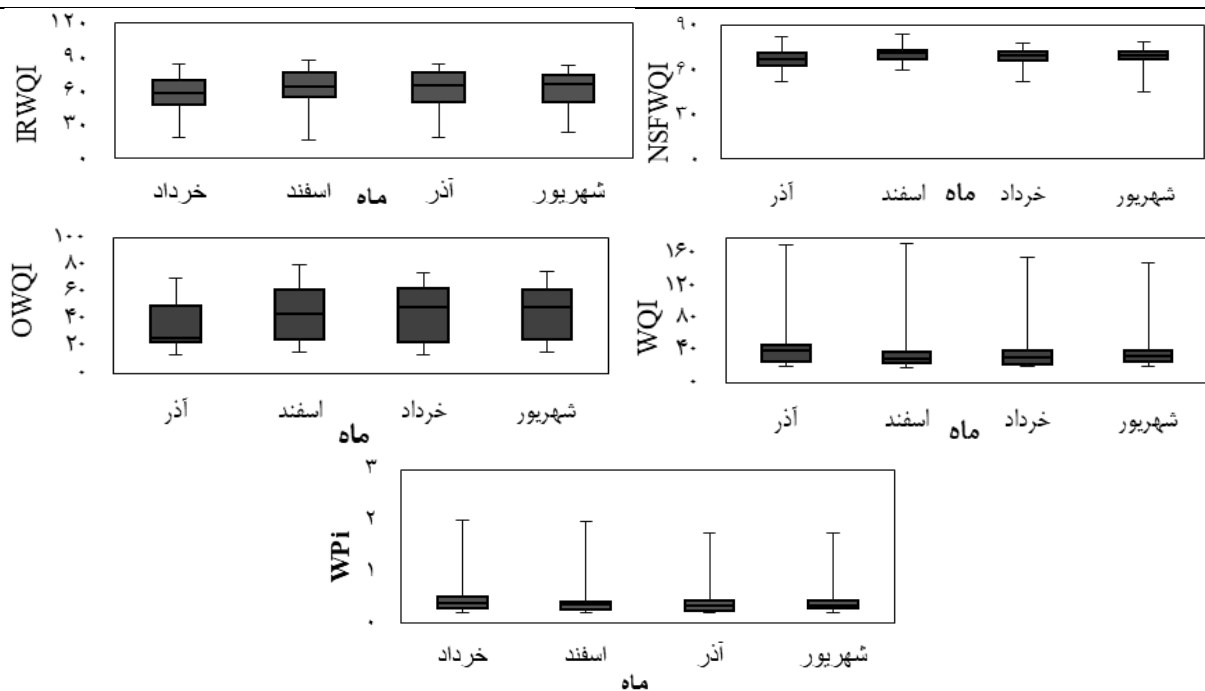 IRWQI
۱۲۰
۹۰
۶۰
۳۰
۰
خرداد اسفند آذر شهریور
ماه
NSFWQI
۹۰
۶۰
۳۰
۰
آذر اسفند خرداد شهریور
ماه
OWQI
۱۰۰
۸۰
۶۰
۴۰
۲۰
۰
آذر اسفند خرداد شهریور
ماه
WQI
۱۶۰
۱۲۰
۸۰
۴۰
۰
آذر اسفند خرداد شهریور
ماه
WPi
۳
۲
۱
۰
خرداد اسفند آذر شهریور
ماه